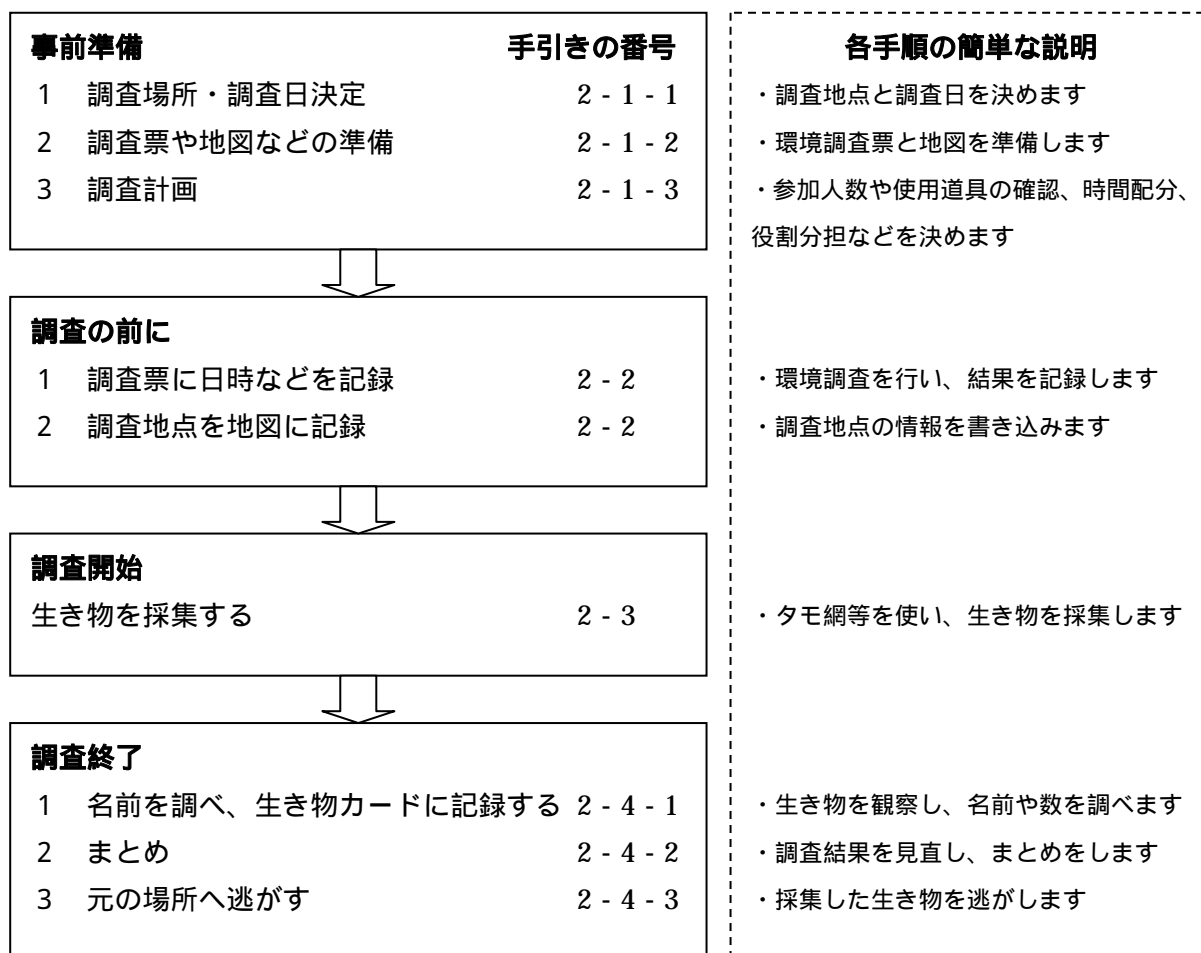 事前準備 手引きの番号
1 調査場所・調査日決定 2-1-1
2 調査票や地図などの準備 2-1-2
3 調査計画 2-1-3
調査の前に
1 調査票に日時などを記録 2-2
2 調査地点を地図に記録 2-2
調査開始
生き物を採集する 2-3
調査終了
1 名前を調べ、生き物カードに記録する 2-4-1
2 まとめ 2-4-2
3 元の場所へ逃がす 2-4-3
各手順の簡単な説明
・調査地点と調査日を決めます
・環境調査票と地図を準備します
・参加人数や使用道具の確認、時間配分、
役割分担などを決めます
・環境調査を行い、結果を記録します
・調査地点の情報を書き込みます
・タモ網等を使い、生き物を採集します
・生き物を観察し、名前や数を調べます
・調査結果を見直し、まとめをします
・採集した生き物を逃がします